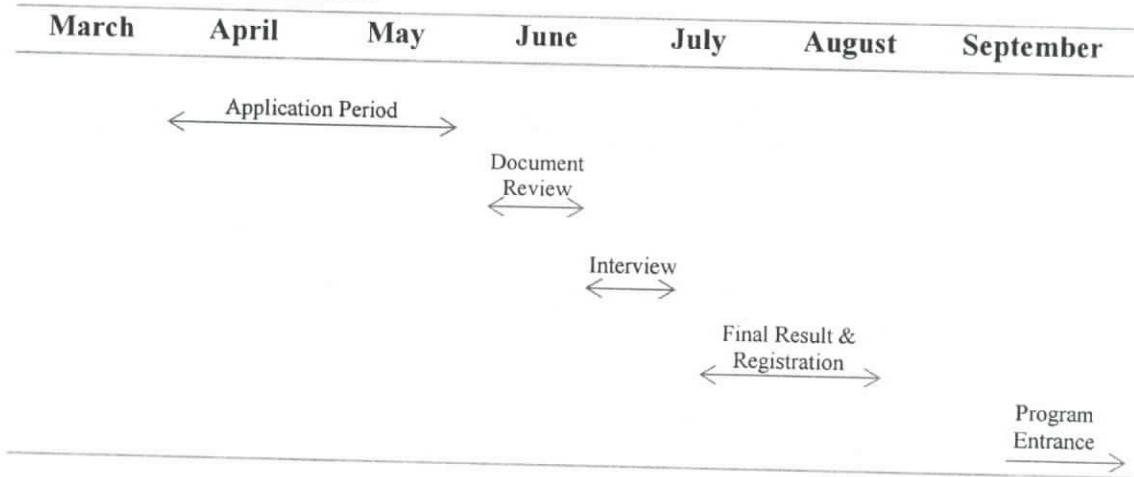 March April May June July August September
Application Period
Document
Review
Interview
Final Result &
Registration
Program
Entrance